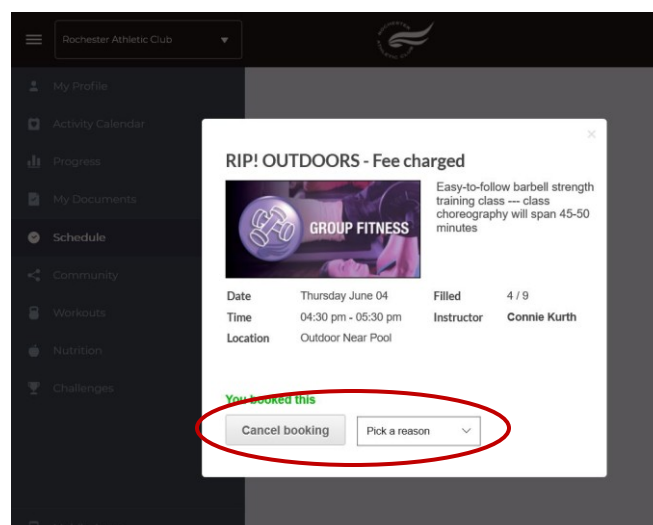 Rochester Athletic Club
My Profile
Activity Calendar
Progress
My Documents
Schedule
Community
Workouts
Nutrition
Challenges
RIP! OUTDOORS - Fee charged
GROUP FITNESS
Easy-to-follow barbell strength
training class --- class
choreography will span 45-50
minutes
Date Thursday June 04 Filled 4 / 9
Time 04:30 pm - 05:30 pm Instructor Connie Kurth
Location Outdoor Near Pool
You booked this
Cancel booking Pick a reason